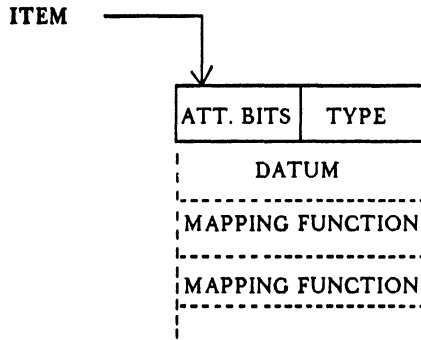 ITEM
ATT. BITS TYPE
DATUM
MAPPING FUNCTION
MAPPING FUNCTION